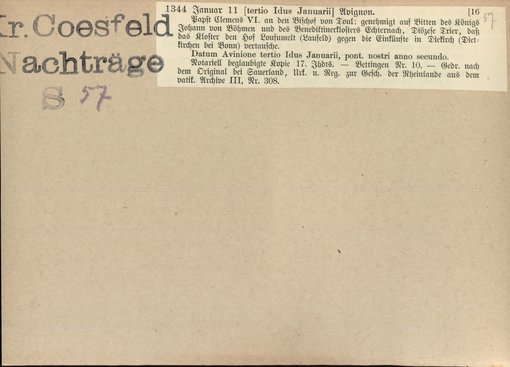 Kr. Coesfeld
Nachträge
S 57
1344 Januar 11 [tertio Idus Januarii] Avignon. [16
57
Papst Clemens VI. an den Bischof von Toul: genehmigt auf Bitten des Königs
Johann von Böhmen und des Benediktinerklosters Echternach, Diözese Trier, daß
das Kloster den Hof Loufumelt (Laufeld) gegen die Einkünfte in Diekirch (Diet-
kirchen bei Bonn) vertausche.
Datum Avinione tertio Idus Januarii, pont. nostri anno secundo.
Notariell beglaubigte Kopie 17. Jhdts. — Bettingen Nr. 10. — Gedr. nach
dem Original bei Sauerland, Urk. u. Reg. zur Gesch. der Rheinlande aus dem
vatik. Archive III, Nr. 308.